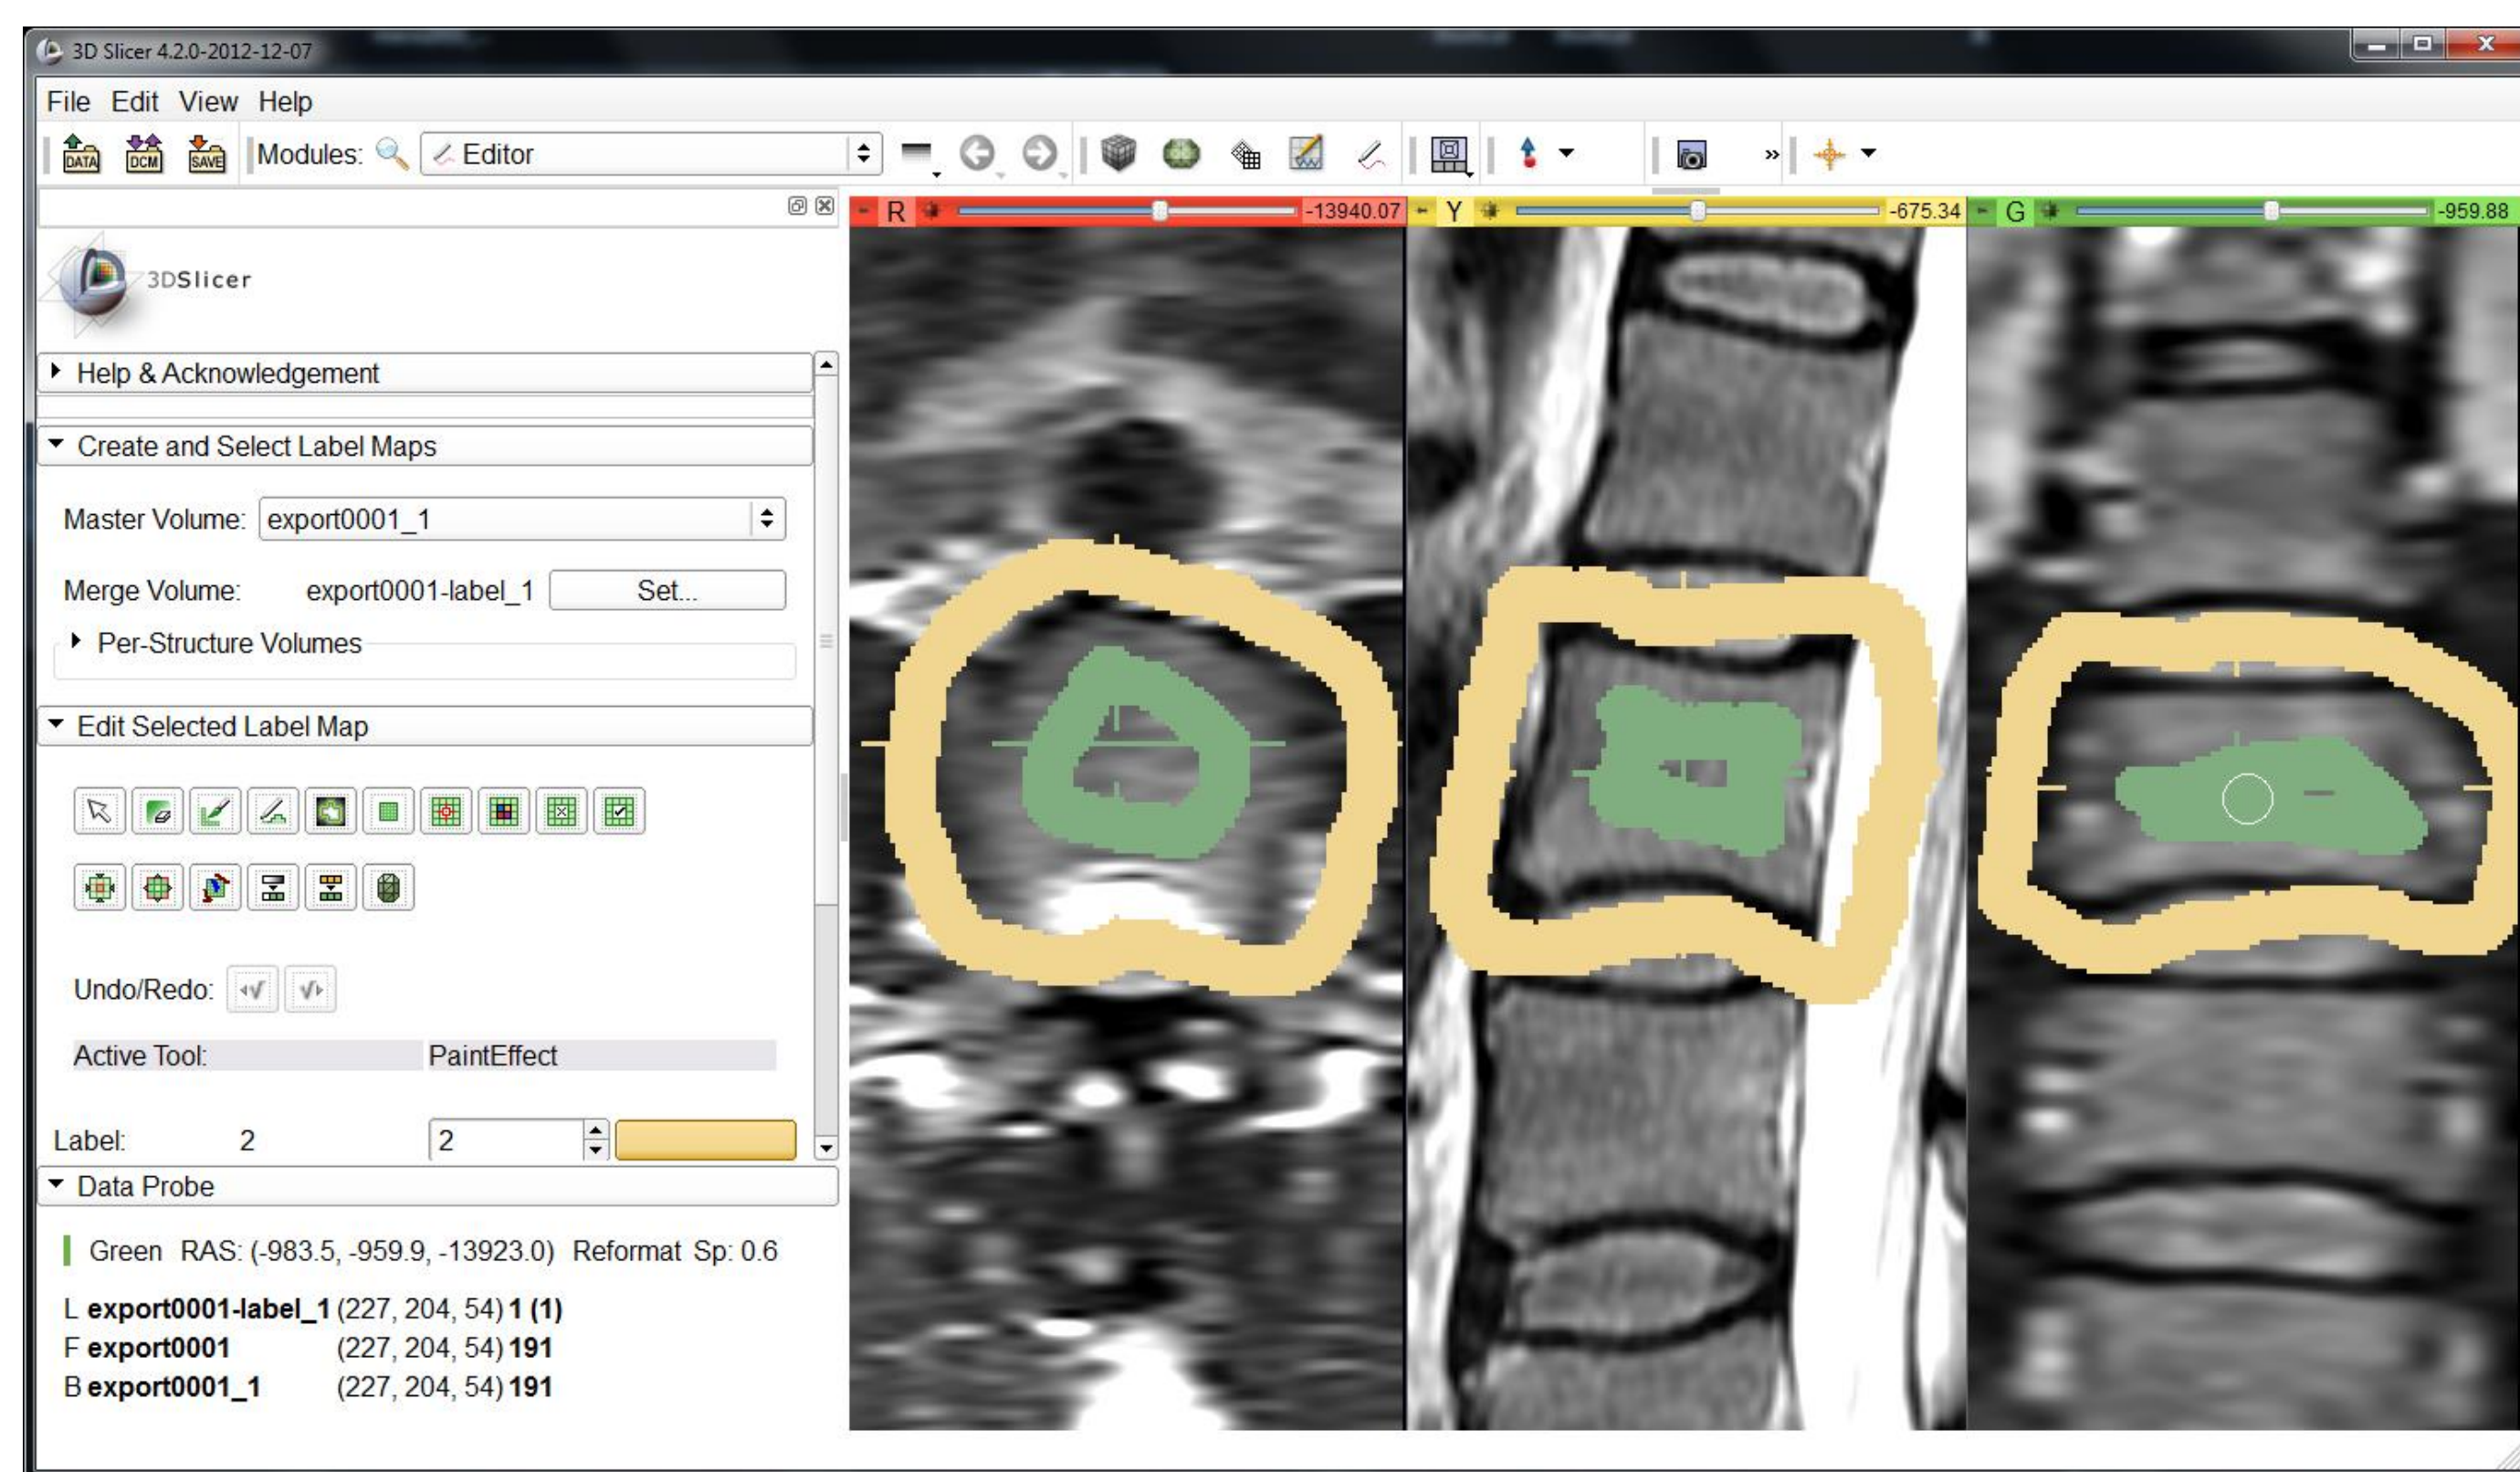 3D Slicer 4.2.0-2012-12-07
File Edit View Help
DATA DCM SAVE Modules: Editor »
R -13940.07 Y -675.34 G -959.88
3DSlicer
Help & Acknowledgement
Create and Select Label Maps
Master Volume: export0001_1
Merge Volume: export0001-label_1 Set...
Per-Structure Volumes
Edit Selected Label Map
Undo/Redo:
Active Tool: PaintEffect
Label: 2 2
Data Probe
Green RAS: (-983.5, -959.9, -13923.0) Reformat Sp: 0.6
L export0001-label_1 (227, 204, 54) 1 (1)
F export0001 (227, 204, 54) 191
B export0001_1 (227, 204, 54) 191